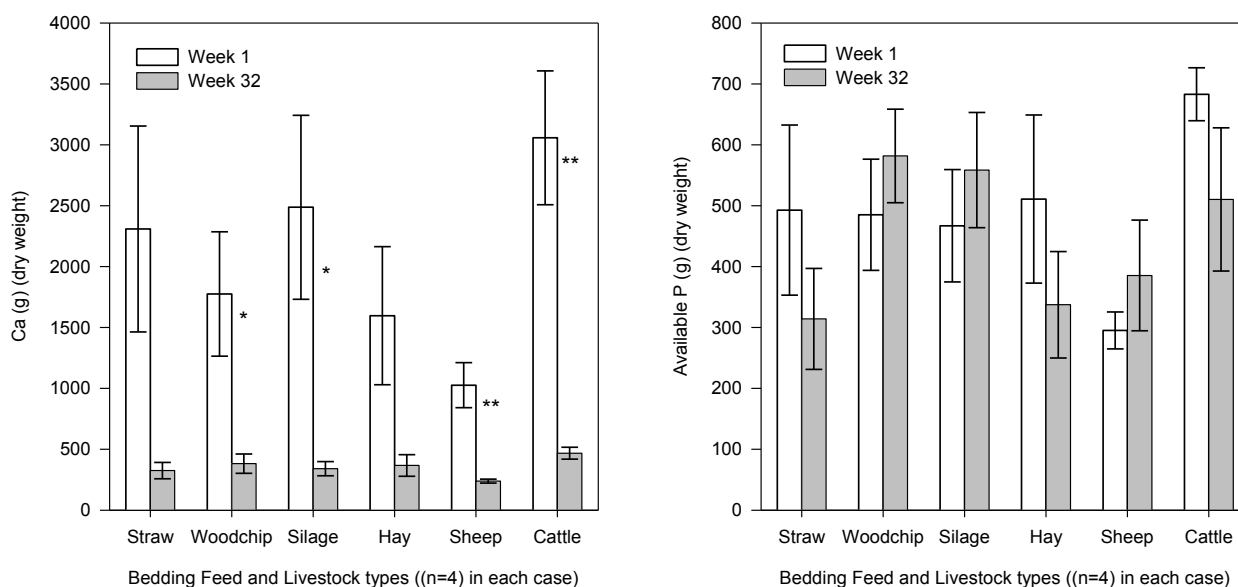 4000
3500
3000
2500
2000
1500
1000
500
0
Ca (g) (dry weight)
Week 1
Week 32
*
*
**
**
Straw Woodchip Silage Hay Sheep Cattle
Bedding Feed and Livestock types ((n=4) in each case)
800
700
600
500
400
300
200
100
0
Available P (g) (dry weight)
Week 1
Week 32
Straw Woodchip Silage Hay Sheep Cattle
Bedding Feed and Livestock types ((n=4) in each case)